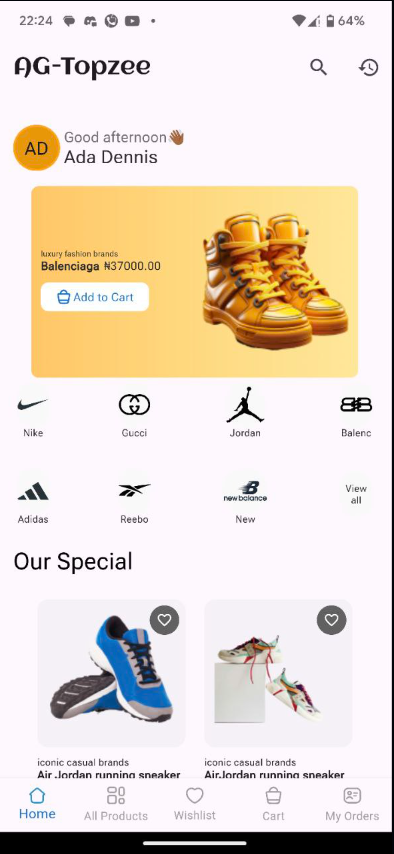 22:24
64%
AG-Topzee
AD
Good afternoon👋🏾
Ada Dennis
luxury fashion brands
Balenciaga ₦37000.00
Add to Cart
Nike
Gucci
Jordan
Balenc
new balance
Adidas
Reebo
New
View
all
Our Special
iconic casual brands
Air Jordan running sneaker
iconic casual brands
AirJordan running sneaker
Home
All Products
Wishlist
Cart
My Orders